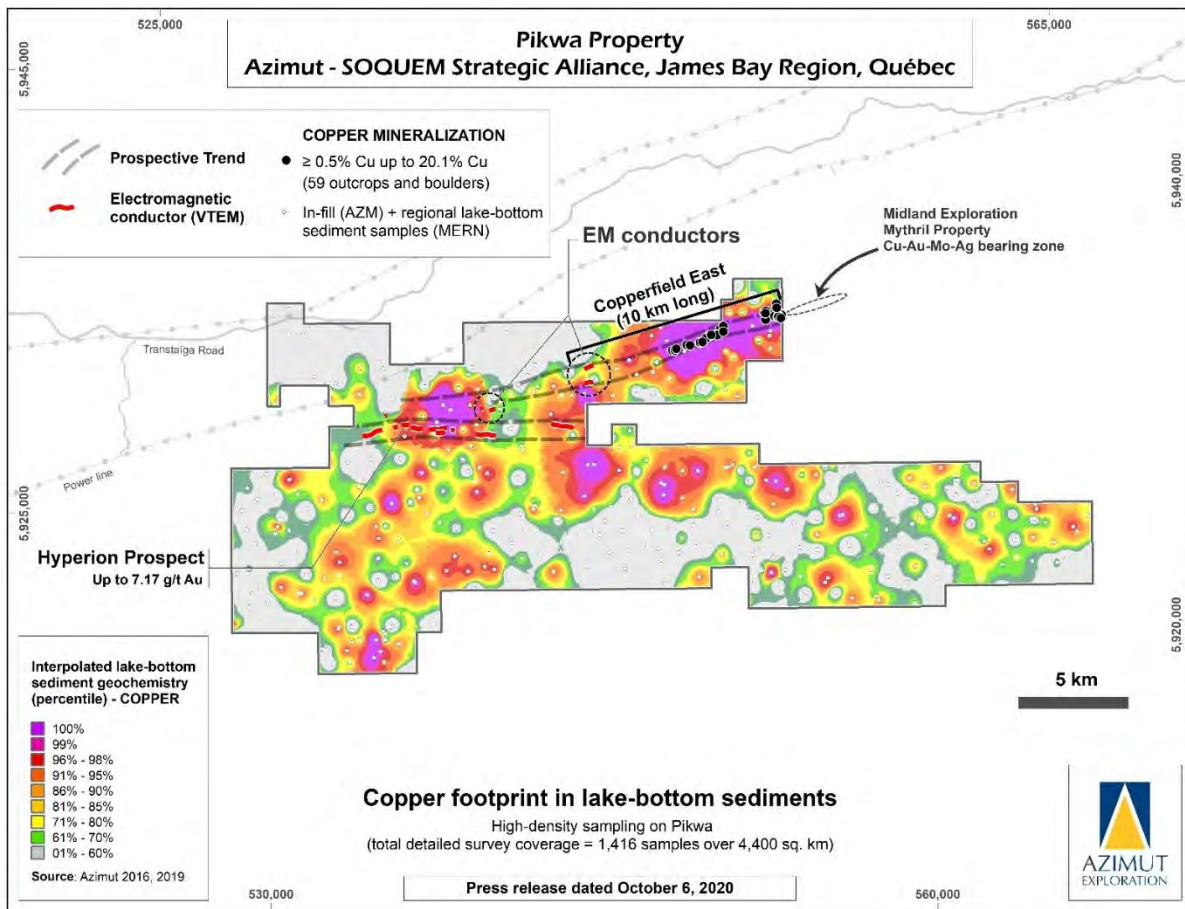 525,000
565,000
5,945,000
5,940,000
Pikwa Property
Azimut - SOQUEM Strategic Alliance, James Bay Region, Québec
Prospective Trend
Electromagnetic
conductor (VTEM)
COPPER MINERALIZATION
≥ 0.5% Cu up to 20.1% Cu
(59 outcrops and boulders)
In-fill (AZM) + regional lake-bottom
sediment samples (MERN)
EM conductors
Midland Exploration
Mythril Property
Cu-Au-Mo-Ag bearing zone
Copperfield East
(10 km long)
Transtaïga Road
Power line
5,925,000
5,920,000
Hyperion Prospect
Up to 7.17 g/t Au
Interpolated lake-bottom
sediment geochemistry
(percentile) - COPPER
100%
99%
96% - 98%
91% - 95%
86% - 90%
81% - 85%
71% - 80%
61% - 70%
01% - 60%
Source: Azimut 2016, 2019
5 km
Copper footprint in lake-bottom sediments
High-density sampling on Pikwa
(total detailed survey coverage = 1,416 samples over 4,400 sq. km)
AZIMUT
EXPLORATION
530,000
Press release dated October 6, 2020
560,000